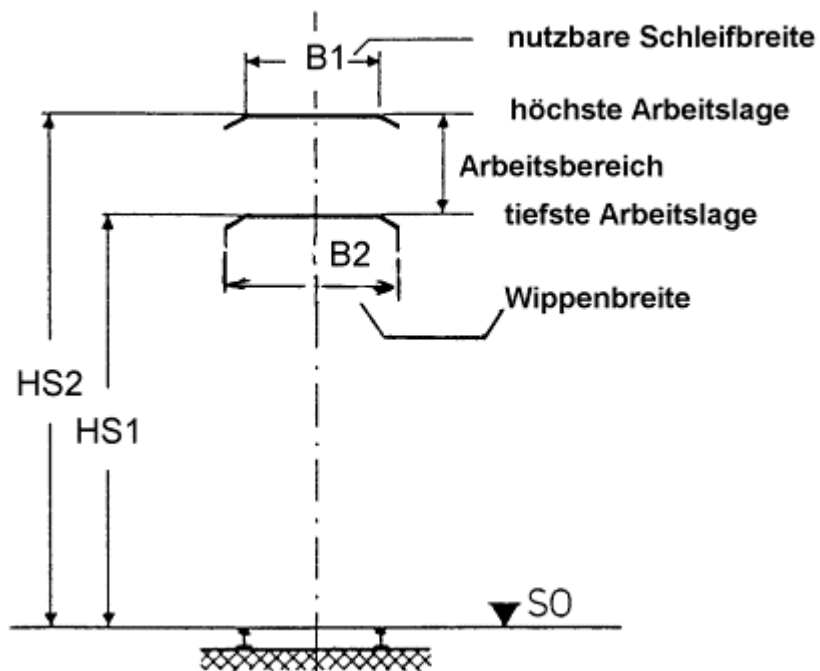 nutzbare Schleifbreite
B1
höchste Arbeitslage
Arbeitsbereich
tiefste Arbeitslage
B2
Wippenbreite
HS2
HS1
SO